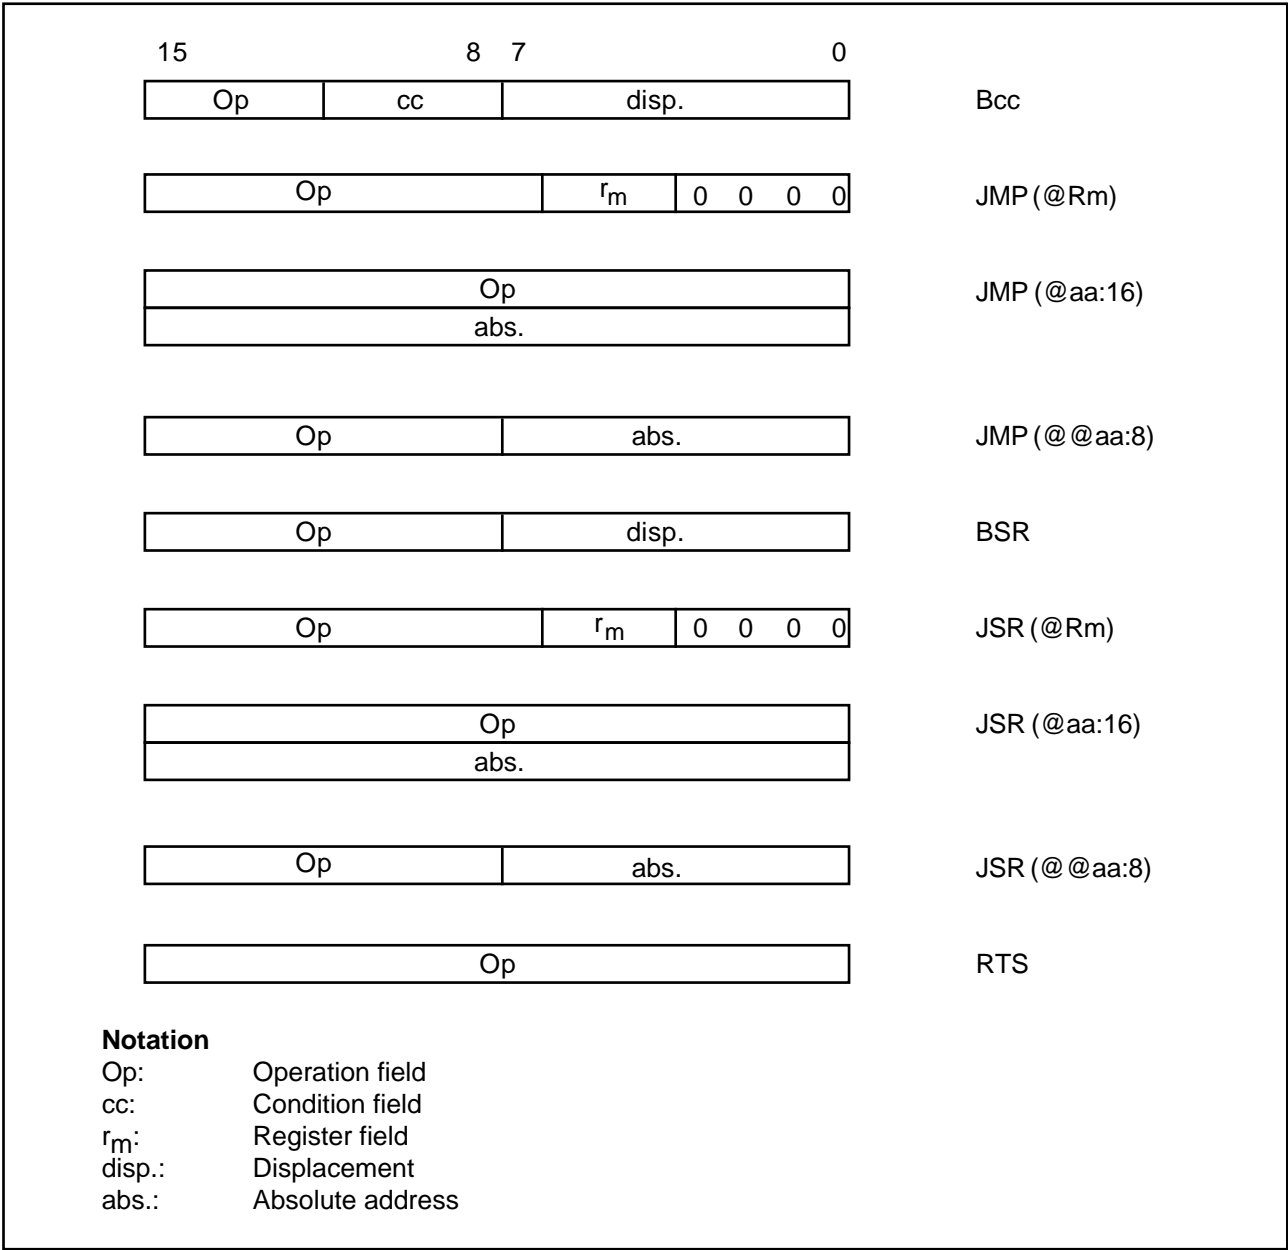 15 8 7 0
Op cc disp. Bcc
Op rm 0 0 0 0 JMP (@Rm)
Op JMP (@aa:16)
abs.
Op abs. JMP (@@aa:8)
Op disp. BSR
Op rm 0 0 0 0 JSR (@Rm)
Op JSR (@aa:16)
abs.
Op abs. JSR (@@aa:8)
Op RTS
Notation
Op: Operation field
cc: Condition field
rm: Register field
disp.: Displacement
abs.: Absolute address